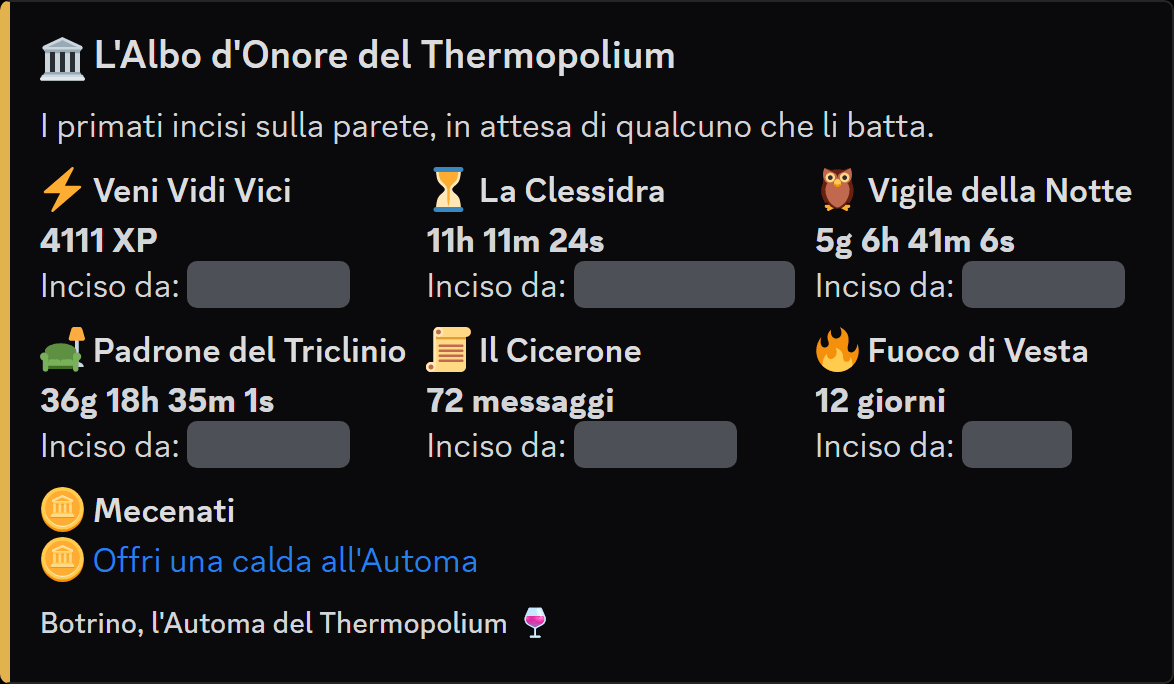 L'Albo d'Onore del Thermopolium
I primati incisi sulla parete, in attesa di qualcuno che li batta.
Veni Vidi Vici
4111 XP
Inciso da:
La Clessidra
11h 11m 24s
Inciso da:
Vigile della Notte
5g 6h 41m 6s
Inciso da:
Padrone del Triclinio
36g 18h 35m 1s
Inciso da:
Il Cicerone
72 messaggi
Inciso da:
Fuoco di Vesta
12 giorni
Inciso da:
Mecenati
Offri una calda all'Automa
Botrino, l'Automa del Thermopolium